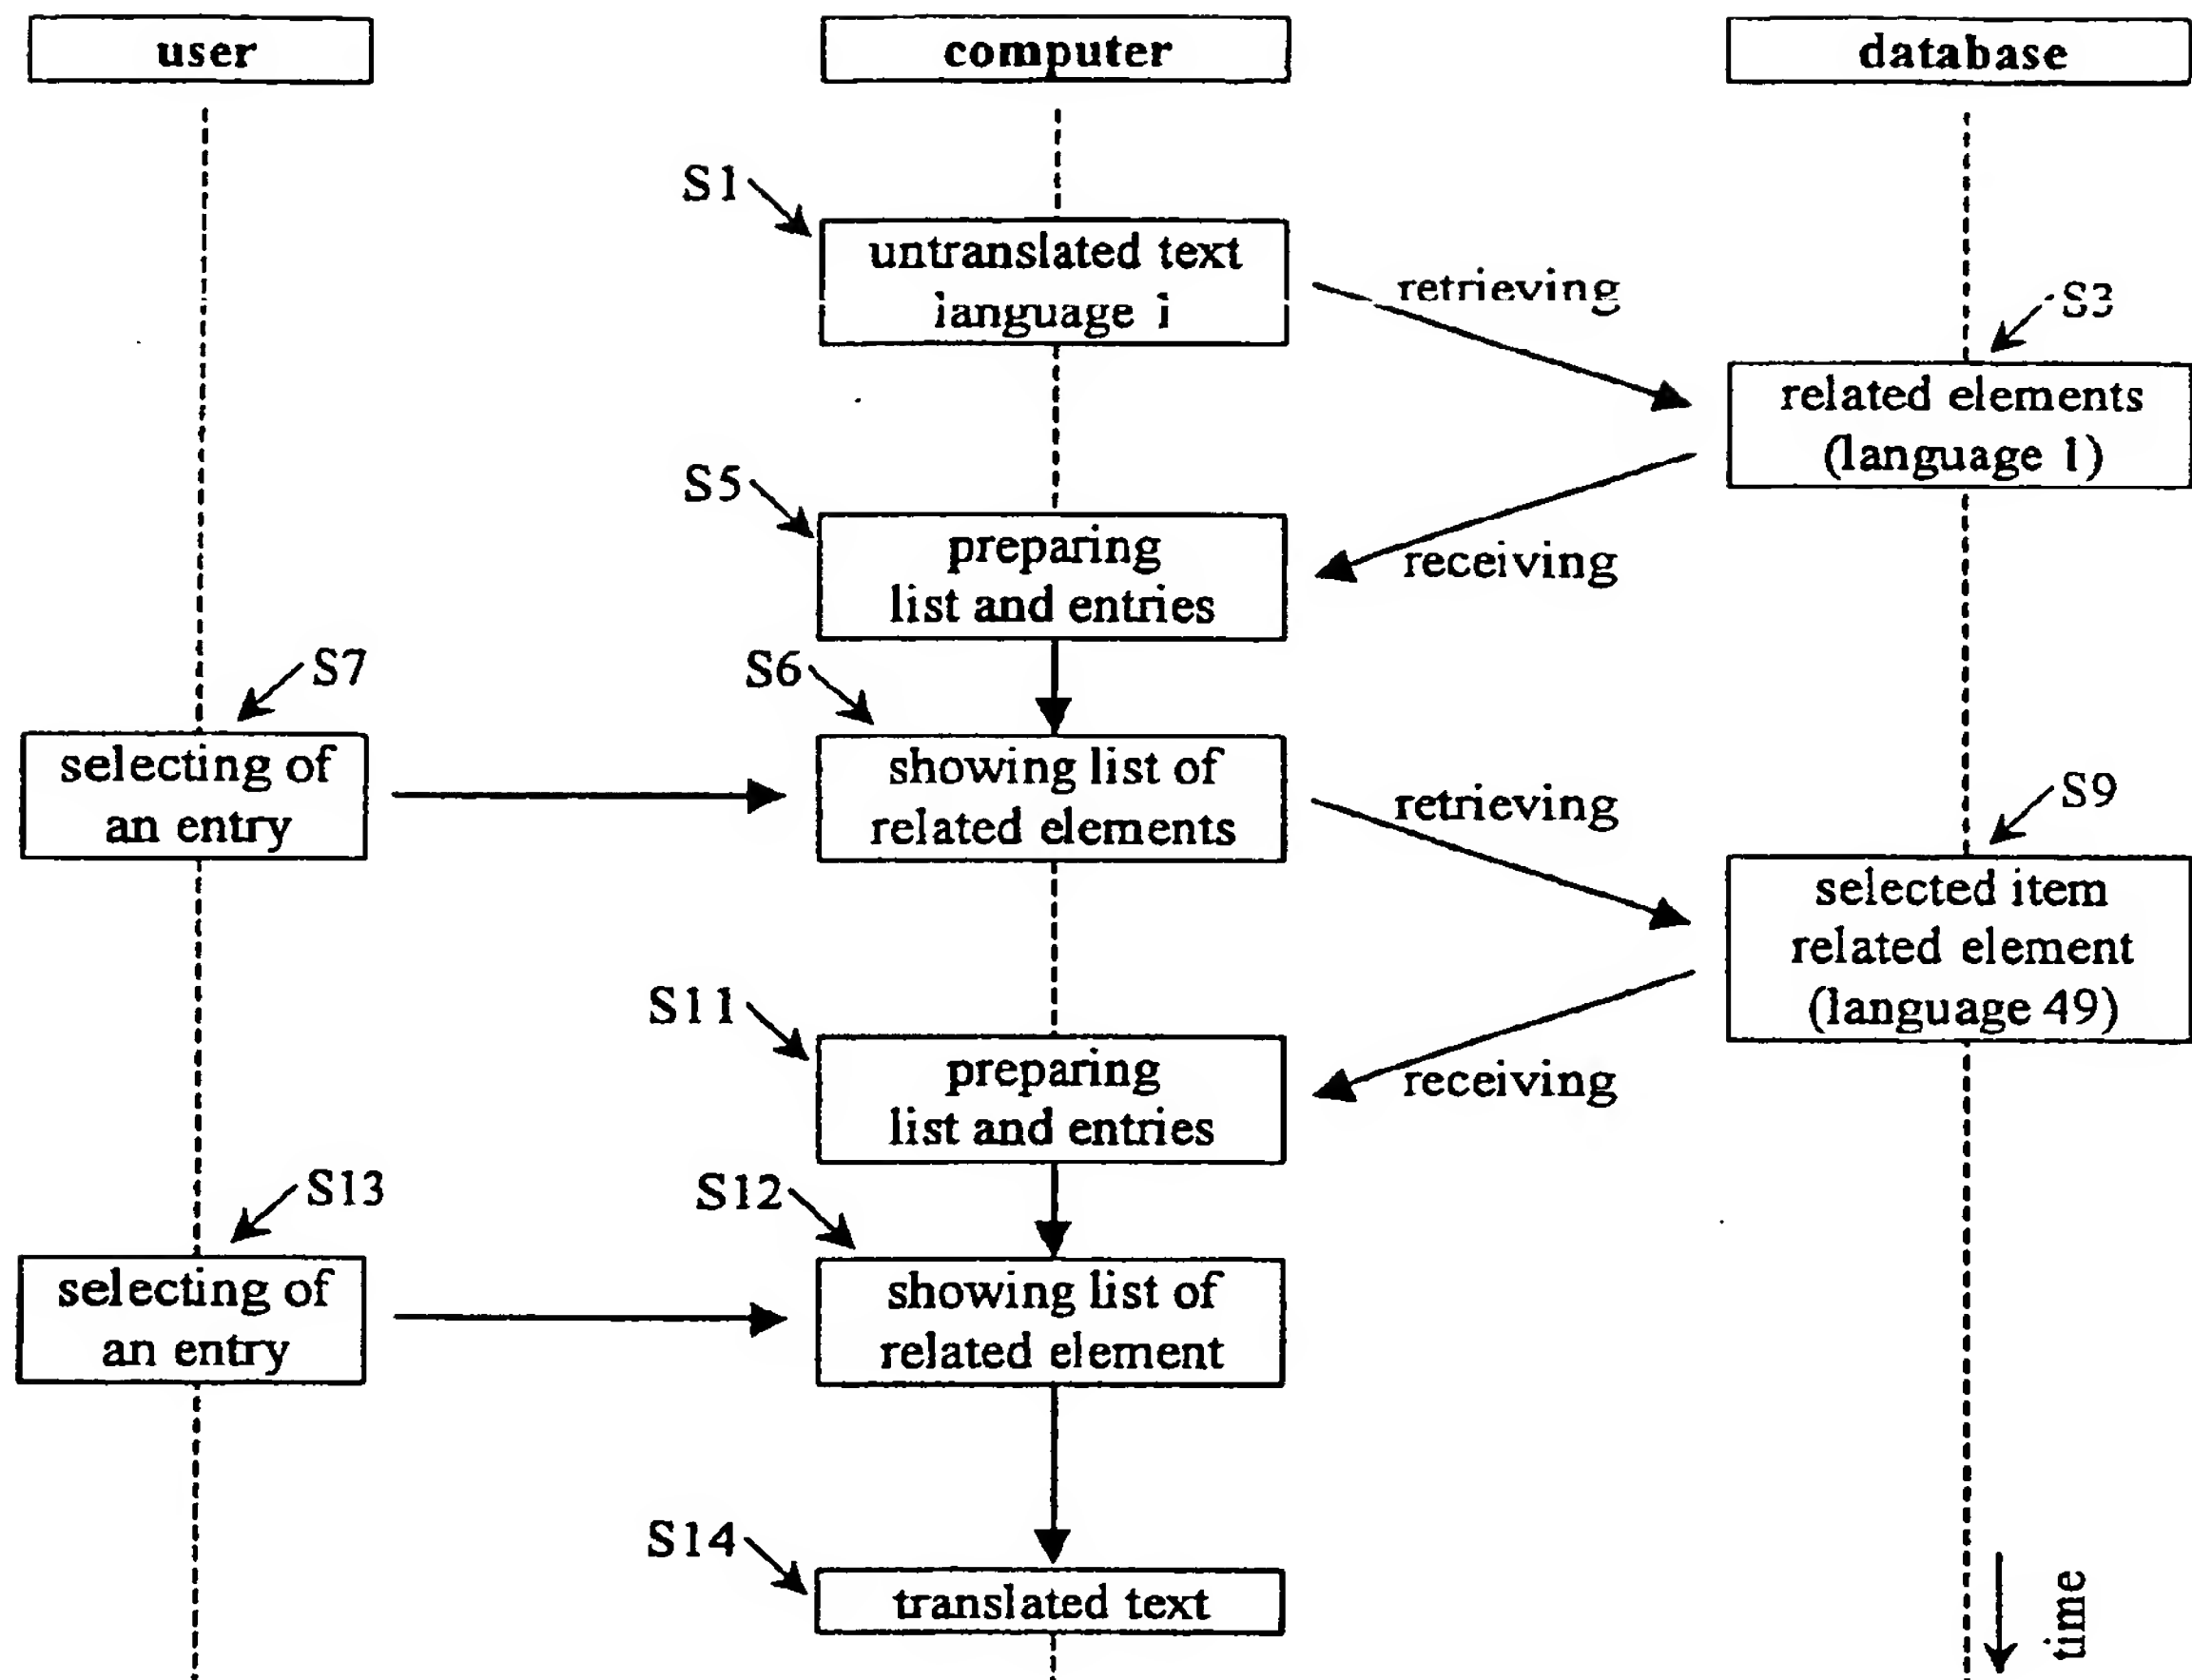 user
computer
database
S1
untranslated text
language 1
retrieving
S3
related elements
(language 1)
S5
preparing
list and entries
receiving
S7
S6
selecting of
an entry
showing list of
related elements
retrieving
S9
selected item
related element
(language 49)
S11
preparing
list and entries
receiving
S13
S12
selecting of
an entry
showing list of
related element
S14
translated text
time